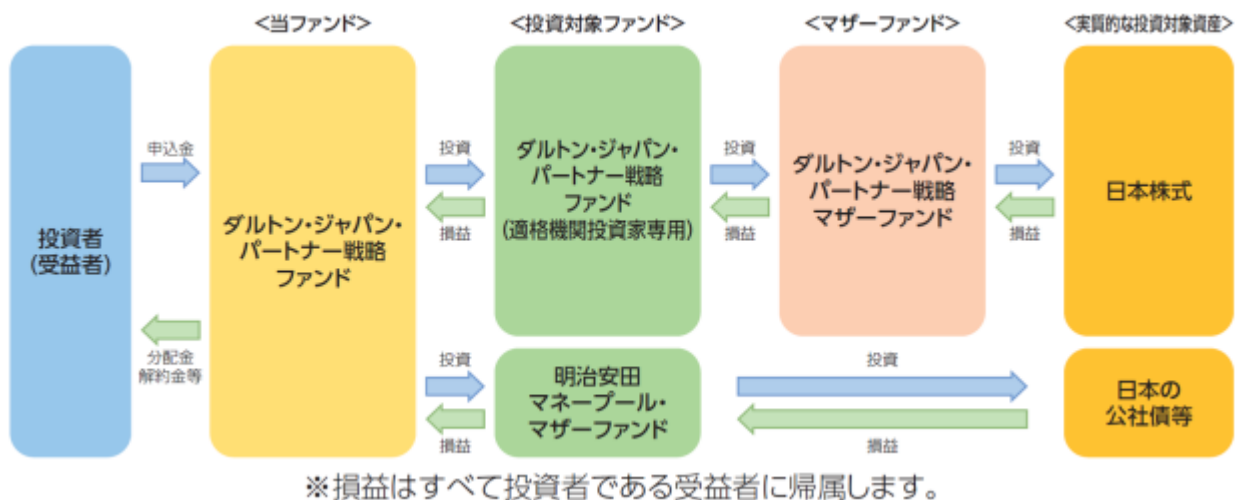 <当ファンド>
<投資対象ファンド>
<マザーファンド>
<実質的な投資対象資産>
投資者
(受益者)
申込金
分配金
解約金等
ダルトン・ジャパン・
パートナー戦略
ファンド
投資
損益
ダルトン・ジャパン・
パートナー戦略
ファンド
(適格機関投資家専用)
投資
損益
ダルトン・ジャパン・
パートナー戦略
マザーファンド
投資
損益
日本株式
投資
損益
明治安田
マネープール・
マザーファンド
投資
損益
日本の
公社債等
※損益はすべて投資者である受益者に帰属します。